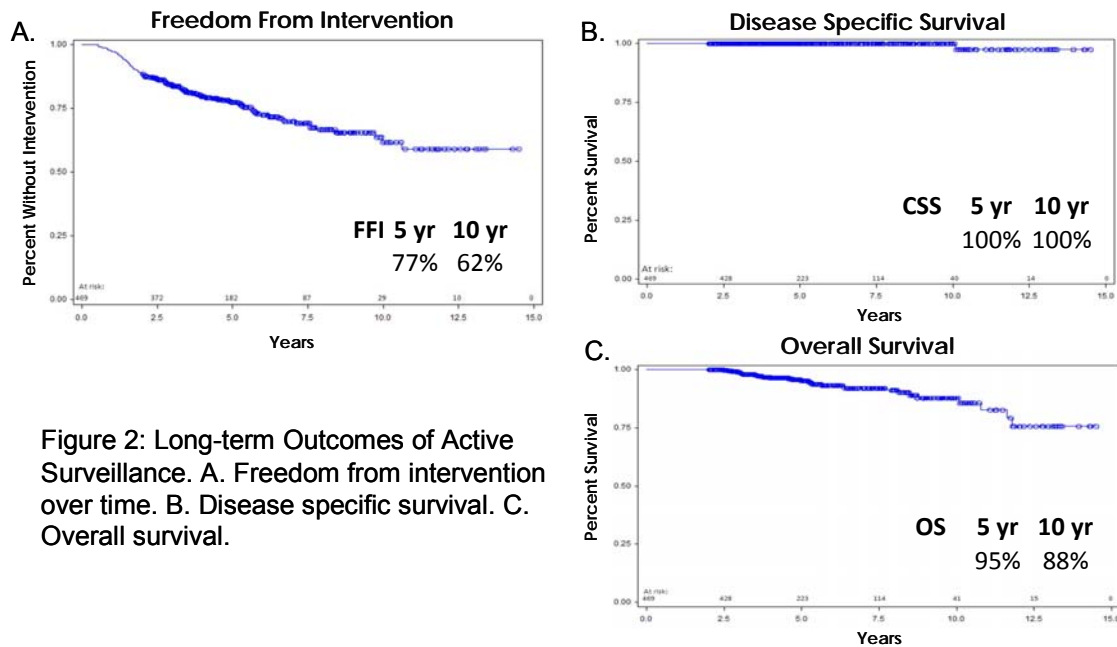 A.
Freedom From Intervention
Percent Without Intervention
1.00
0.75
0.50
0.25
0.00
FFI 5 yr 10 yr
77% 62%
At risk:
469 372 182 87 29 10 0
0.0 2.5 5.0 7.5 10.0 12.5 15.0
Years
B.
Disease Specific Survival
Percent Survival
1.00
0.75
0.50
0.25
0.00
CSS 5 yr 10 yr
100% 100%
At risk:
469 428 223 114 40 14 0
0.0 2.5 5.0 7.5 10.0 12.5 15.0
Years
C.
Overall Survival
Percent Survival
1.00
0.75
0.50
0.25
0.00
OS 5 yr 10 yr
95% 88%
At risk:
469 428 223 114 41 15 0
0.0 2.5 5.0 7.5 10.0 12.5 15.0
Years
Figure 2: Long-term Outcomes of Active
Surveillance. A. Freedom from intervention
over time. B. Disease specific survival. C.
Overall survival.